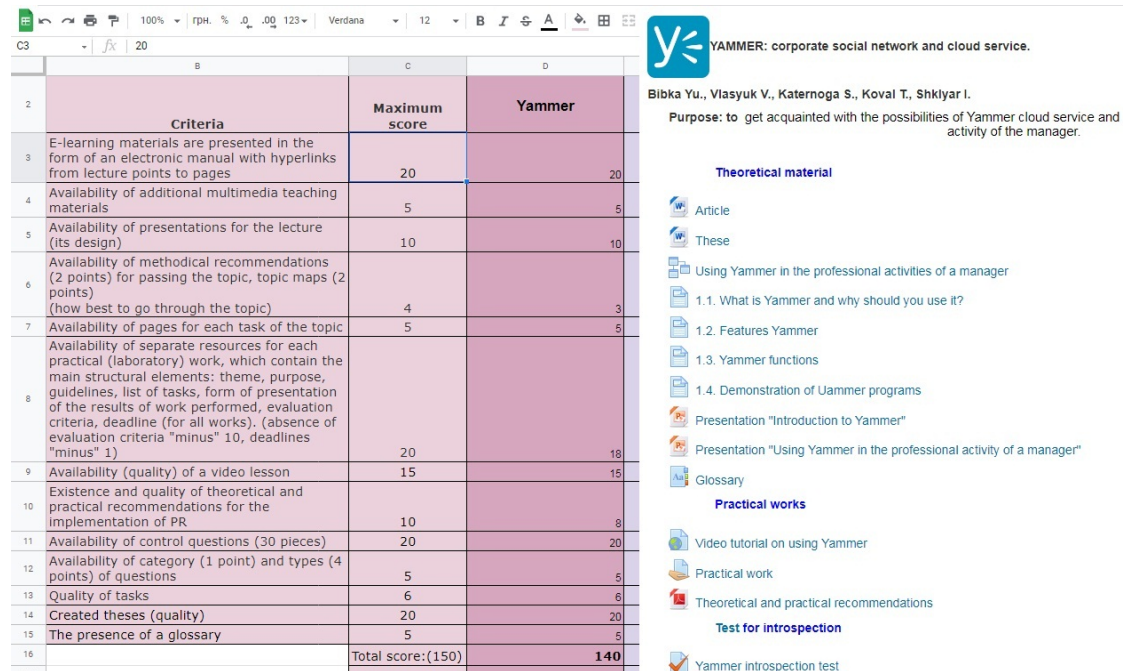 100%
грн.
%
.0
.00
123
Verdana
12
B
I
S
A
C3
fx
20
B
C
D
2
Criteria
Maximum
score
Yammer
3
E-learning materials are presented in the
form of an electronic manual with hyperlinks
from lecture points to pages
20
20
4
Availability of additional multimedia teaching
materials
5
5
5
Availability of presentations for the lecture
(its design)
10
10
6
Availability of methodical recommendations
(2 points) for passing the topic, topic maps (2
points)
(how best to go through the topic)
4
3
7
Availability of pages for each task of the topic
5
5
8
Availability of separate resources for each
practical (laboratory) work, which contain the
main structural elements: theme, purpose,
guidelines, list of tasks, form of presentation
of the results of work performed, evaluation
criteria, deadline (for all works). (absence of
evaluation criteria "minus" 10, deadlines
"minus" 1)
20
18
9
Availability (quality) of a video lesson
15
15
10
Existence and quality of theoretical and
practical recommendations for the
implementation of PR
10
8
11
Availability of control questions (30 pieces)
20
20
12
Availability of category (1 point) and types (4
points) of questions
5
5
13
Quality of tasks
6
6
14
Created theses (quality)
20
20
15
The presence of a glossary
5
5
16
Total score:(150)
140
YAMMER: corporate social network and cloud service.
Bibka Yu., Vlasyuk V., Katernoga S., Koval T., Shklyar I.
Purpose: to get acquainted with the possibilities of Yammer cloud service and
activity of the manager.
Theoretical material
Article
These
Using Yammer in the professional activities of a manager
1.1. What is Yammer and why should you use it?
1.2. Features Yammer
1.3. Yammer functions
1.4. Demonstration of Uammer programs
Presentation "Introduction to Yammer"
Presentation "Using Yammer in the professional activity of a manager"
Glossary
Practical works
Video tutorial on using Yammer
Practical work
Theoretical and practical recommendations
Test for introspection
Yammer introspection test